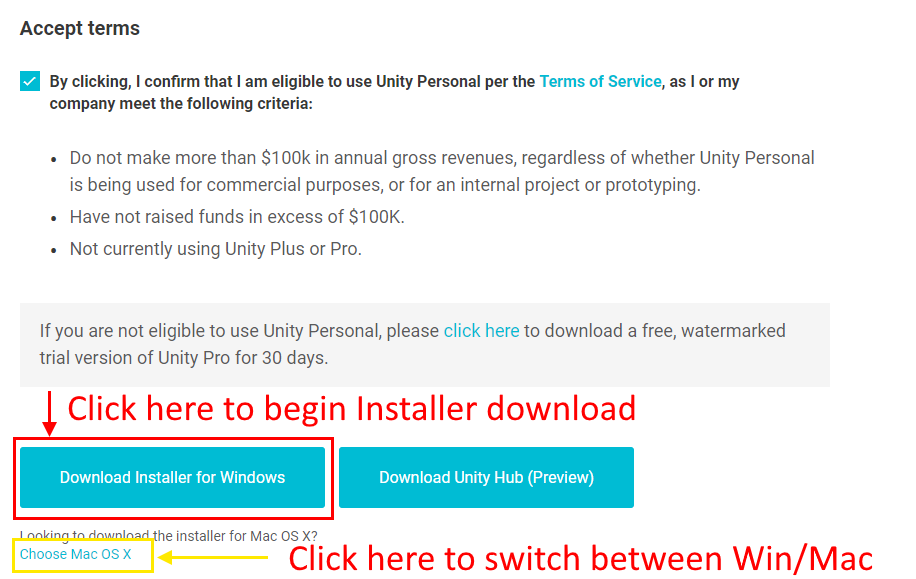 Accept terms
By clicking, I confirm that I am eligible to use Unity Personal per the Terms of Service, as I or my
company meet the following criteria:
Do not make more than $100k in annual gross revenues, regardless of whether Unity Personal
is being used for commercial purposes, or for an internal project or prototyping.
Have not raised funds in excess of $100K.
Not currently using Unity Plus or Pro.
If you are not eligible to use Unity Personal, please click here to download a free, watermarked
trial version of Unity Pro for 30 days.
Click here to begin Installer download
Download Installer for Windows
Download Unity Hub (Preview)
Looking to download the installer for Mac OS X?
Choose Mac OS X
Click here to switch between Win/Mac